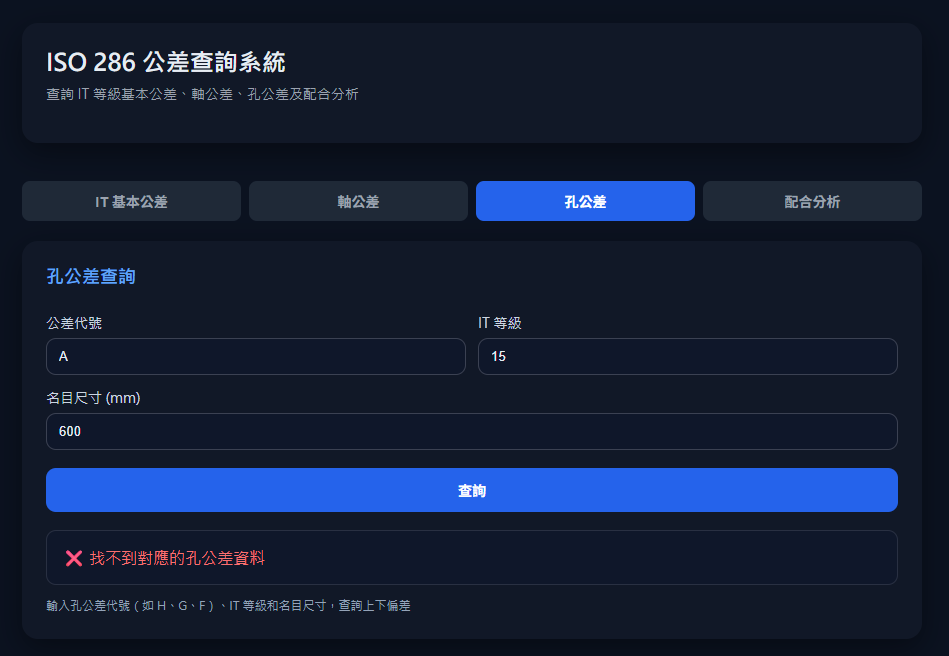 ISO 286 公差查詢系統
查詢 IT 等級基本公差、軸公差、孔公差及配合分析
IT 基本公差
軸公差
孔公差
配合分析
孔公差查詢
公差代號
IT 等級
A
15
名目尺寸 (mm)
600
查詢
❌ 找不到對應的孔公差資料
輸入孔公差代號 ( 如 H、G、F ) 、IT 等級和名目尺寸，查詢上下偏差